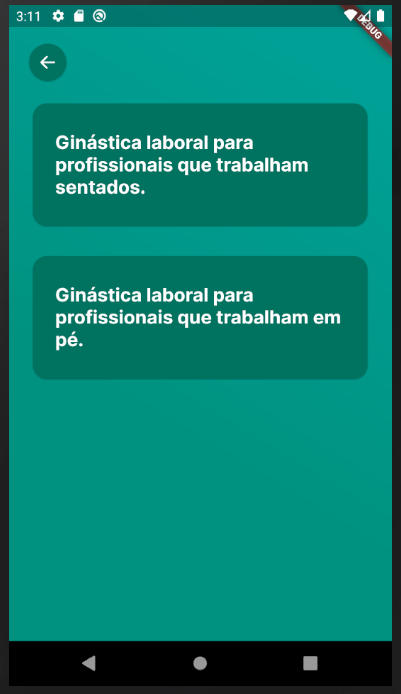 3:11
DEBUG
Ginástica laboral para
profissionais que trabalham
sentados.
Ginástica laboral para
profissionais que trabalham em
pé.